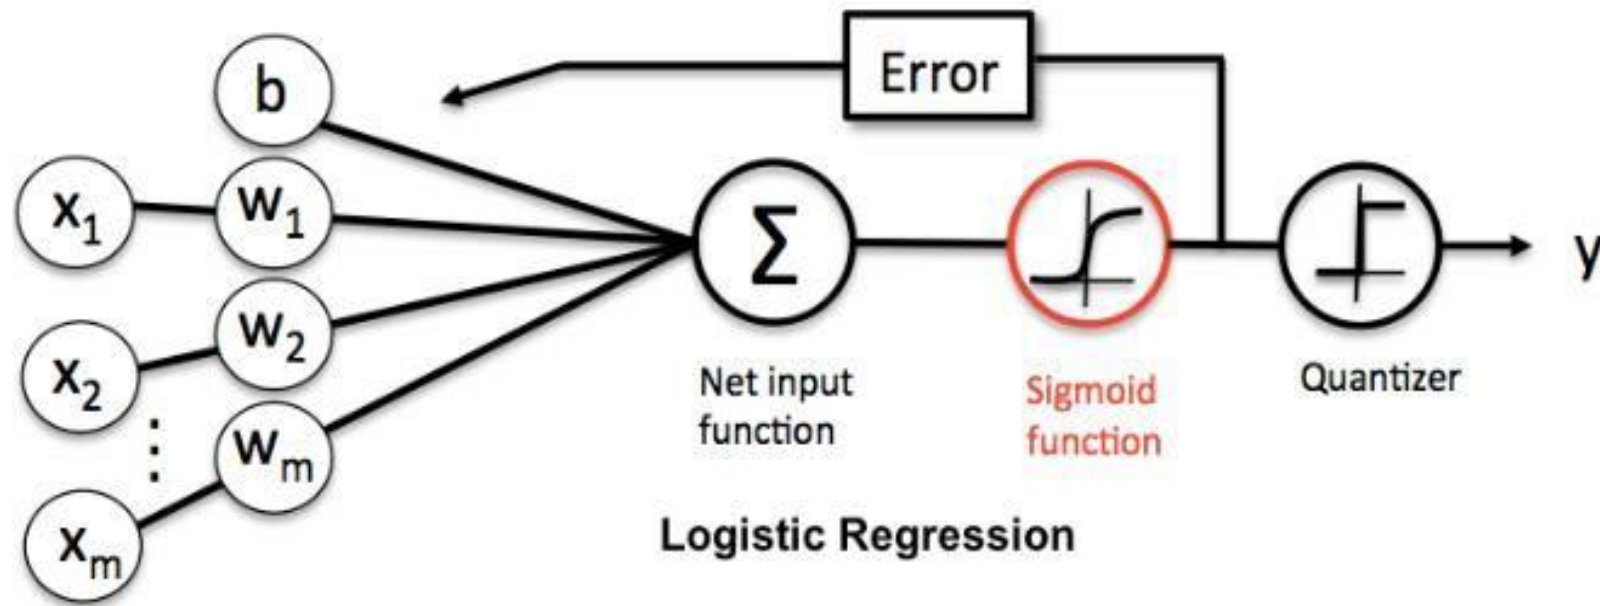 b
Error
x₁
w₁
Σ
y
x₂
w₂
Net input
function
Sigmoid
function
Quantizer
⋮
xₘ
wₘ
Logistic Regression